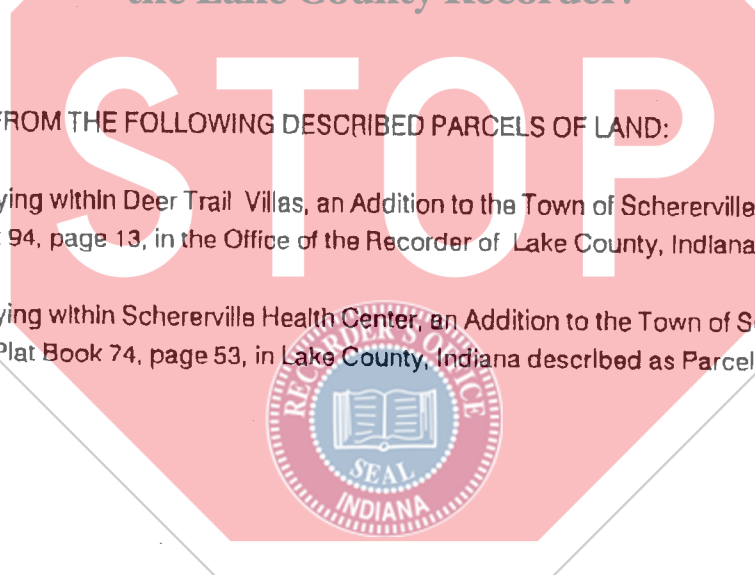 the Lake County Recorder!
STOP
FROM THE FOLLOWING DESCRIBED PARCELS OF LAND:
ying within Deer Trail Villas, an Addition to the Town of Schererville
94, page 13, in the Office of the Recorder of Lake County, Indiana
ying within Schererville Health Center, an Addition to the Town of S
Plat Book 74, page 53, in Lake County, Indiana described as Parcel
RECORDER'S OFFICE
SEAL
INDIANA